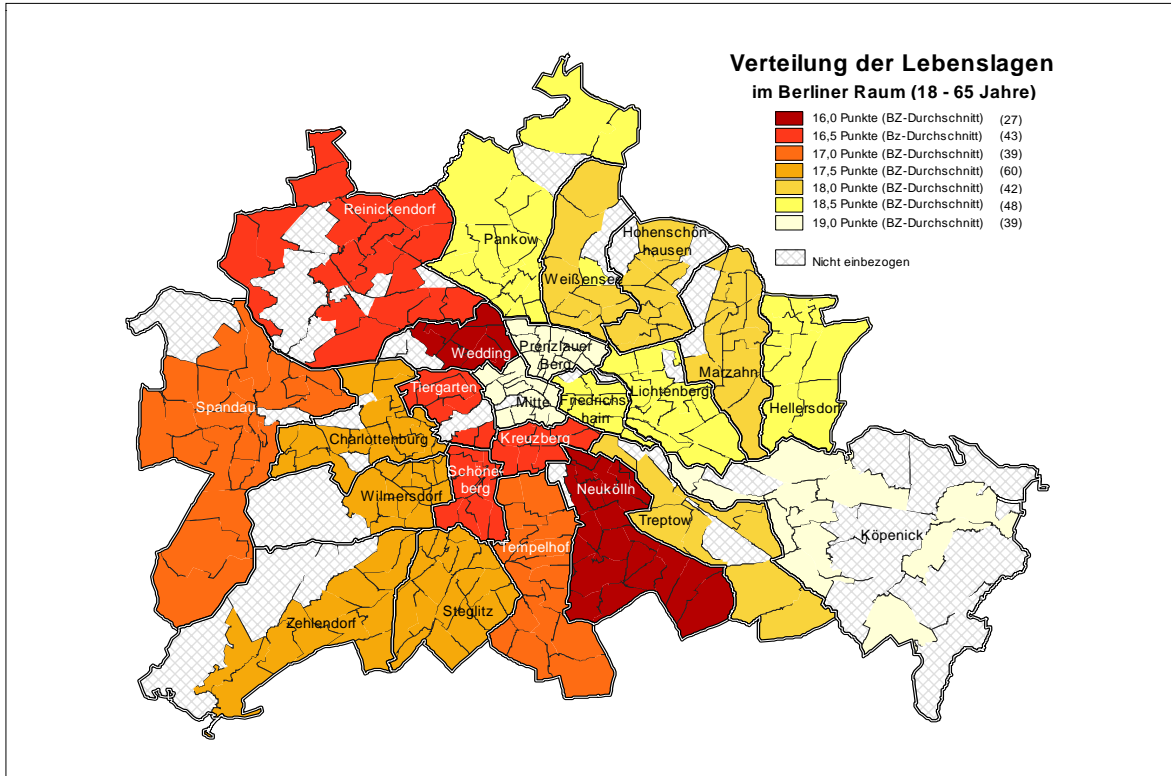 Verteilung der Lebenslagen
im Berliner Raum (18 - 65 Jahre)
16,0 Punkte (BZ-Durchschnitt) (27)
16,5 Punkte (Bz-Durchschnitt) (43)
17,0 Punkte (BZ-Durchschnitt) (39)
17,5 Punkte (BZ-Durchschnitt) (60)
18,0 Punkte (BZ-Durchschnitt) (42)
18,5 Punkte (BZ-Durchschnitt) (48)
19,0 Punkte (BZ-Durchschnitt) (39)
Nicht einbezogen
Reinickendorf
Pankow
Hohenschön-
hausen
Weißensee
Wedding
Prenzlauer
Berg
Marzahn
Tiergarten
Mitte
Friedrichs-
hain
Lichtenberg
Hellersdorf
Spandau
Charlottenburg
Kreuzberg
Schöne-
berg
Wilmersdorf
Neukölln
Treptow
Tempelhof
Köpenick
Steglitz
Zehlendorf